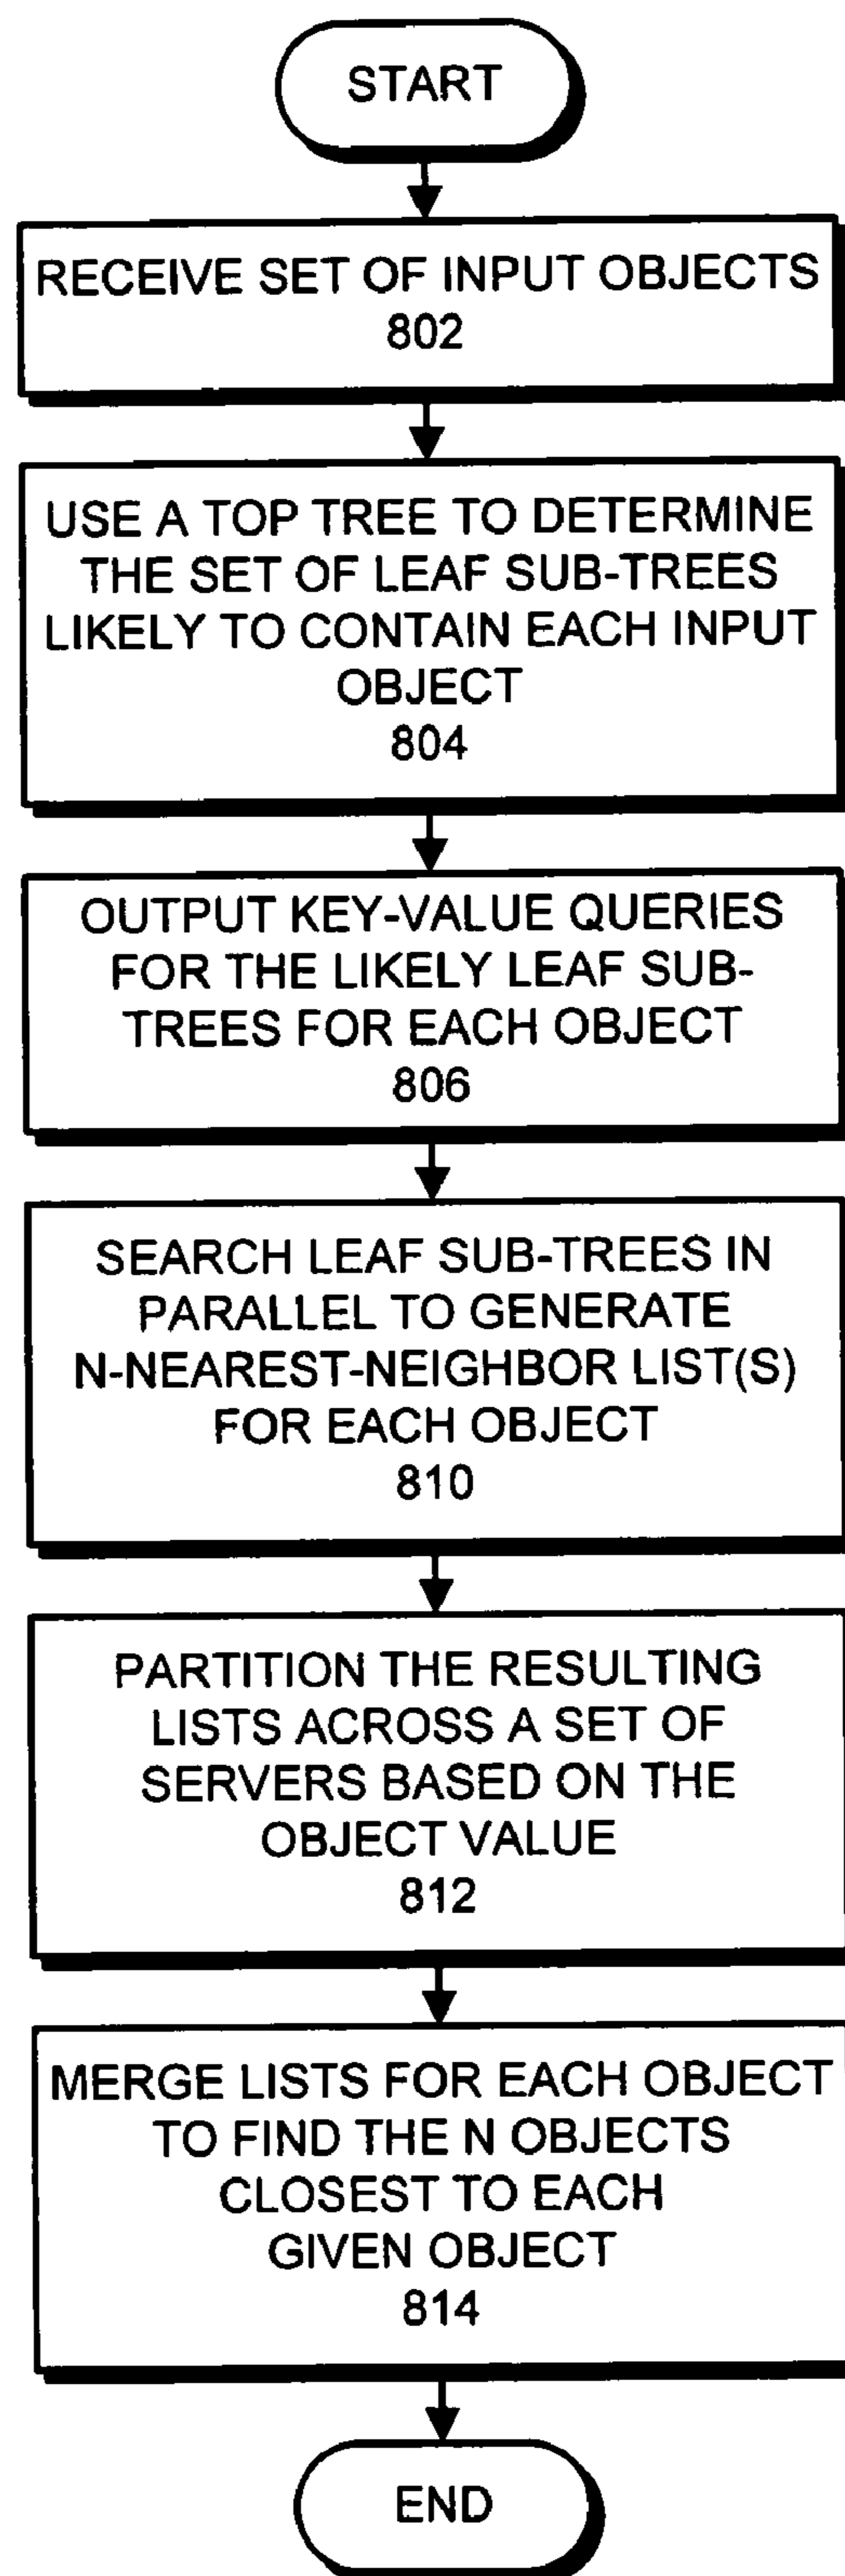 START
RECEIVE SET OF INPUT OBJECTS
802
USE A TOP TREE TO DETERMINE
THE SET OF LEAF SUB-TREES
LIKELY TO CONTAIN EACH INPUT
OBJECT
804
OUTPUT KEY-VALUE QUERIES
FOR THE LIKELY LEAF SUB-
TREES FOR EACH OBJECT
806
SEARCH LEAF SUB-TREES IN
PARALLEL TO GENERATE
N-NEAREST-NEIGHBOR LIST(S)
FOR EACH OBJECT
810
PARTITION THE RESULTING
LISTS ACROSS A SET OF
SERVERS BASED ON THE
OBJECT VALUE
812
MERGE LISTS FOR EACH OBJECT
TO FIND THE N OBJECTS
CLOSEST TO EACH
GIVEN OBJECT
814
END